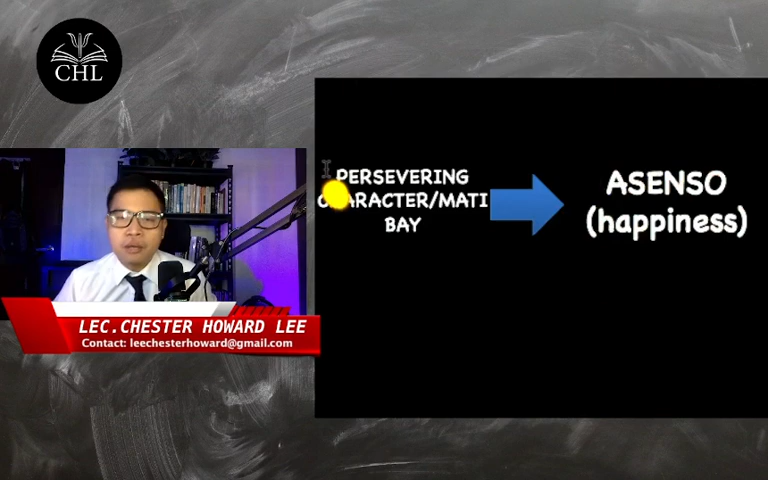 CHL
PERSEVERING
CHARACTER/MATI
BAY
ASENSO
(happiness)
LEC.CHESTER HOWARD LEE
Contact: leechesterhoward@gmail.com